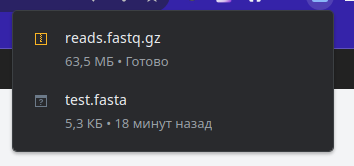 reads.fastq.gz
63,5 МБ • Готово
test.fasta
5,3 КБ • 18 минут назад